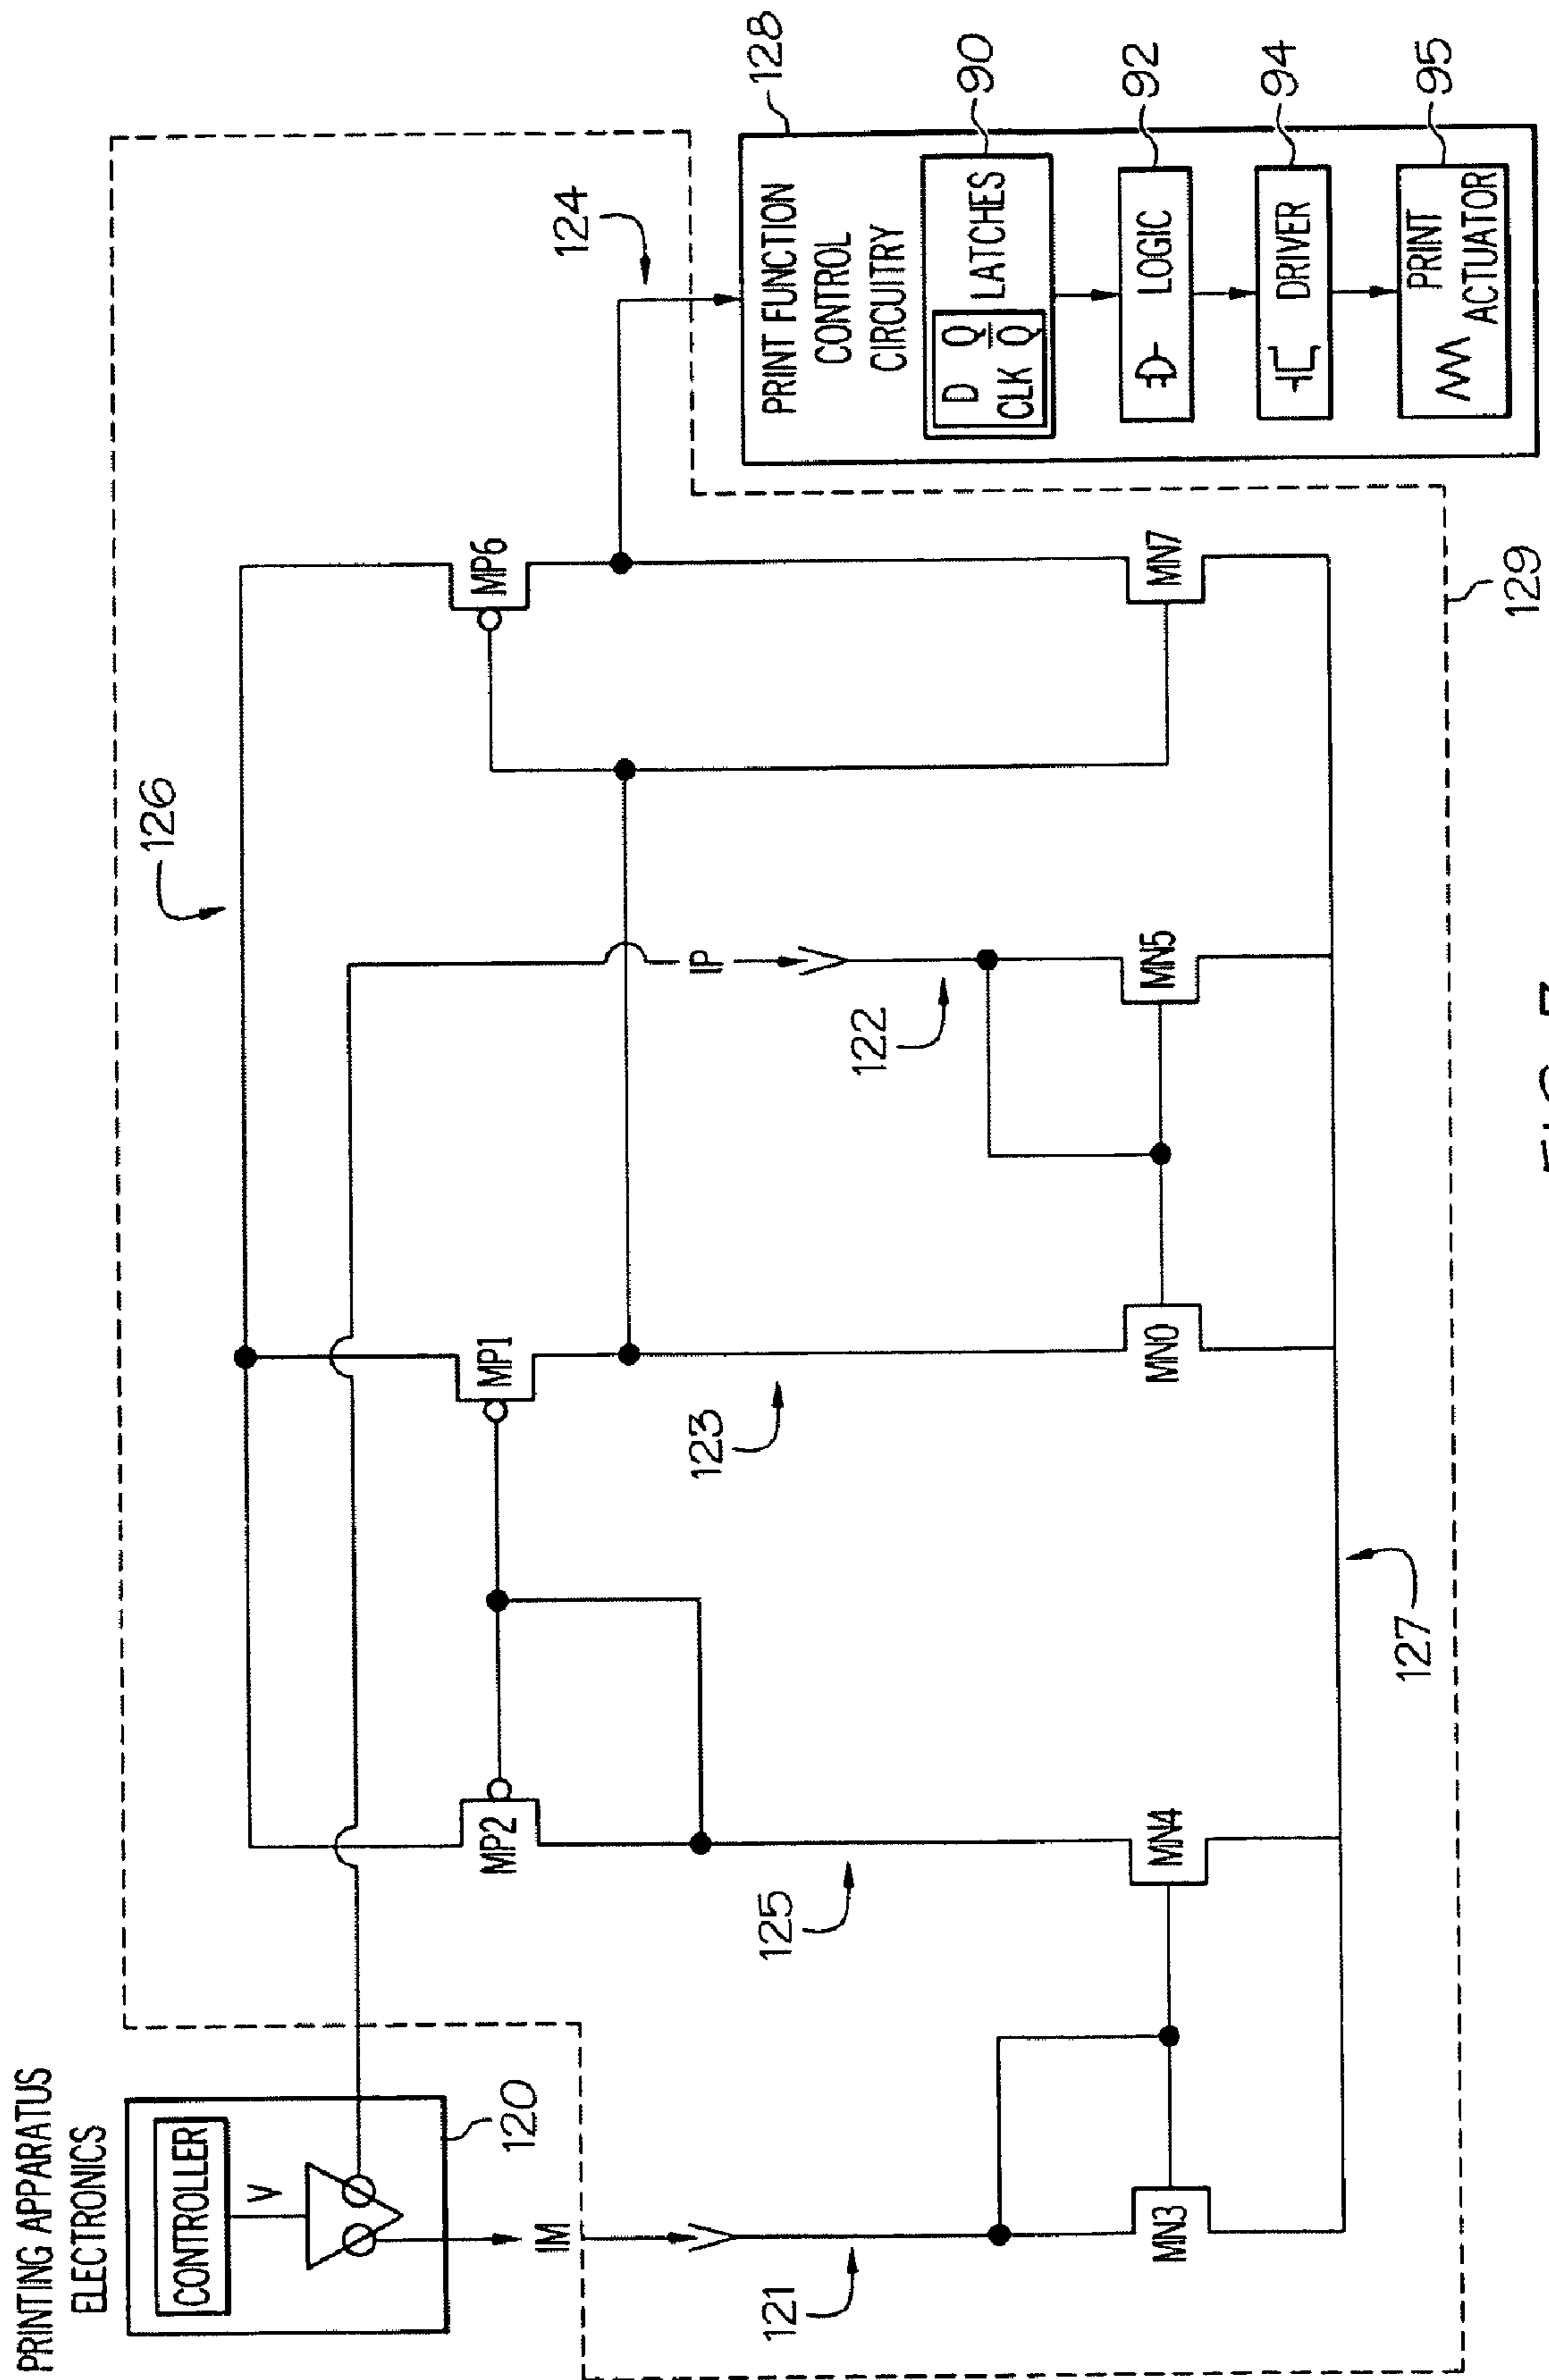 PRINTING APPARATUS
ELECTRONICS
CONTROLLER
V
120
IM
121
MN3
126
MP2
125
MN4
MP1
123
MN0
127
IP
122
MN5
MP6
MN7
124
129
128
PRINT FUNCTION
CONTROL
CIRCUITRY
D Q
CLK Q
LATCHES
90
LOGIC
92
DRIVER
94
PRINT
ACTUATOR
95